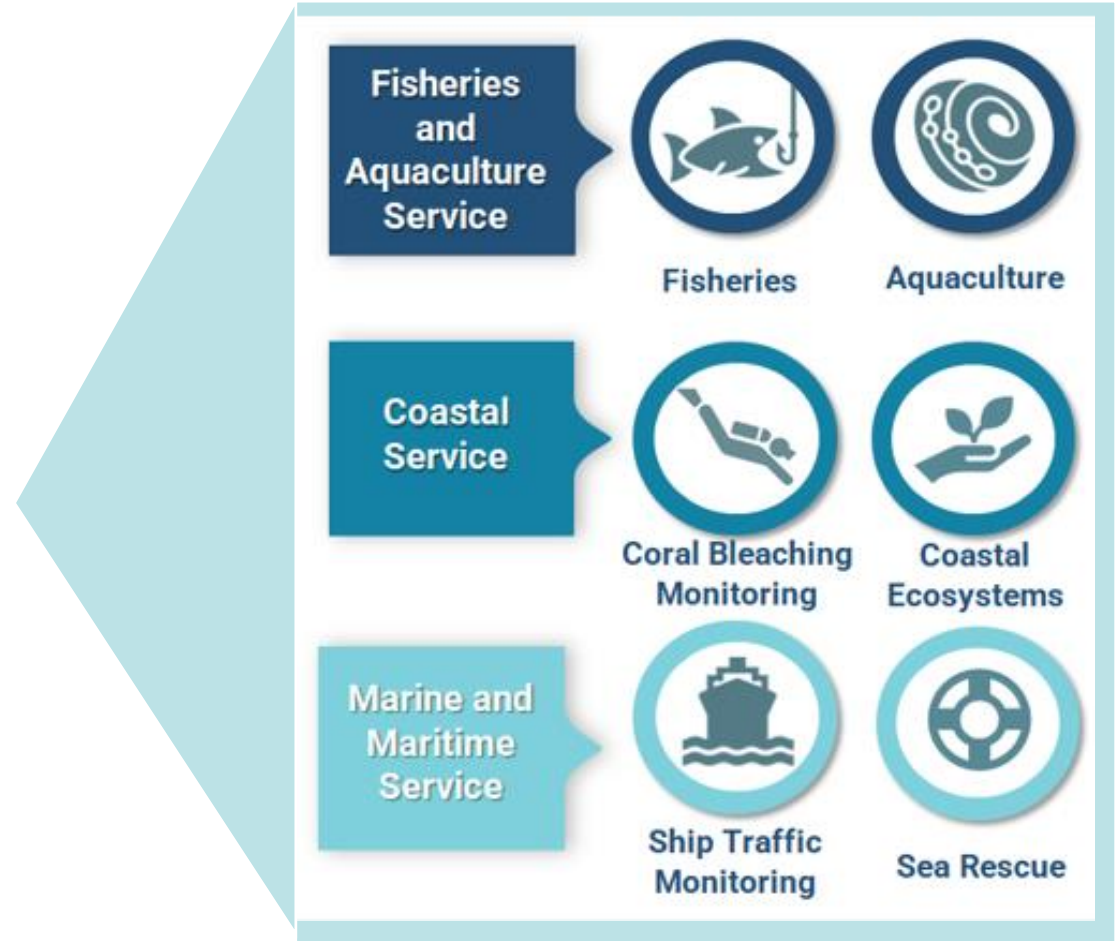 Fisheries
and
Aquaculture
Service
Fisheries
Aquaculture
Coastal
Service
Coral Bleaching
Monitoring
Coastal
Ecosystems
Marine and
Maritime
Service
Ship Traffic
Monitoring
Sea Rescue